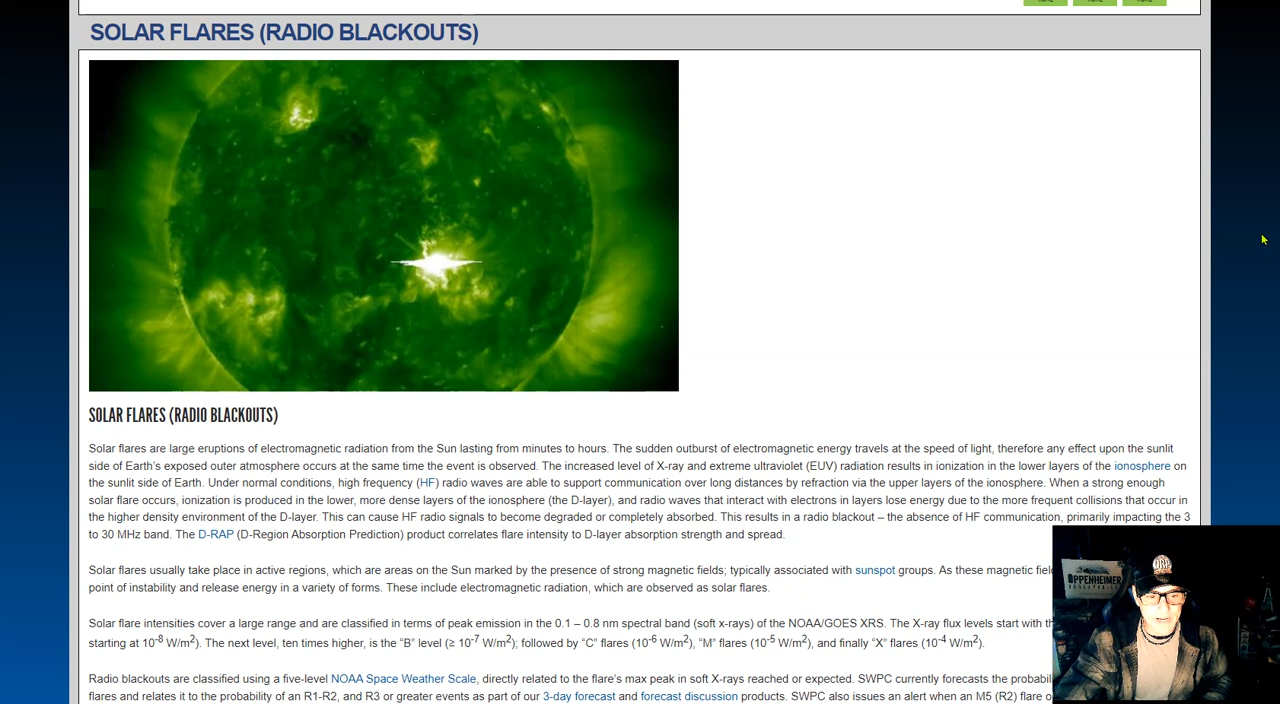 SOLAR FLARES (RADIO BLACKOUTS)
SOLAR FLARES (RADIO BLACKOUTS)
Solar flares are large eruptions of electromagnetic radiation from the Sun lasting from minutes to hours. The sudden outburst of electromagnetic energy travels at the speed of light, therefore any effect upon the sunlit
side of Earth’s exposed outer atmosphere occurs at the same time the event is observed. The increased level of X-ray and extreme ultraviolet (EUV) radiation results in ionization in the lower layers of the ionosphere on
the sunlit side of Earth. Under normal conditions, high frequency (HF) radio waves are able to support communication over long distances by refraction via the upper layers of the ionosphere. When a strong enough
solar flare occurs, ionization is produced in the lower, more dense layers of the ionosphere (the D-layer), and radio waves that interact with electrons in layers lose energy due to the more frequent collisions that occur in
the higher density environment of the D-layer. This can cause HF radio signals to become degraded or completely absorbed. This results in a radio blackout – the absence of HF communication, primarily impacting the 3
to 30 MHz band. The D-RAP (D-Region Absorption Prediction) product correlates flare intensity to D-layer absorption strength and spread.
Solar flares usually take place in active regions, which are areas on the Sun marked by the presence of strong magnetic fields; typically associated with sunspot groups. As these magnetic
point of instability and release energy in a variety of forms. These include electromagnetic radiation, which are observed as solar flares.
Solar flare intensities cover a large range and are classified in terms of peak emission in the 0.1 – 0.8 nm spectral band (soft x-rays) of the NOAA/GOES XRS. The X-ray flux levels start with
starting at 10⁻⁸ W/m²). The next level, ten times higher, is the “B” level (≥ 10⁻⁷ W/m²); followed by “C” flares (10⁻⁶ W/m²), “M” flares (10⁻⁵ W/m²), and finally “X” flares (10⁻⁴ W/m²).
Radio blackouts are classified using a five-level NOAA Space Weather Scale, directly related to the flare’s max peak in soft X-rays reached or expected. SWPC currently forecasts the
flares and relates it to the probability of an R1-R2, and R3 or greater events as part of our 3-day forecast and forecast discussion products. SWPC also issues an alert when an M5 (R2) flare
OPPENHEIMER